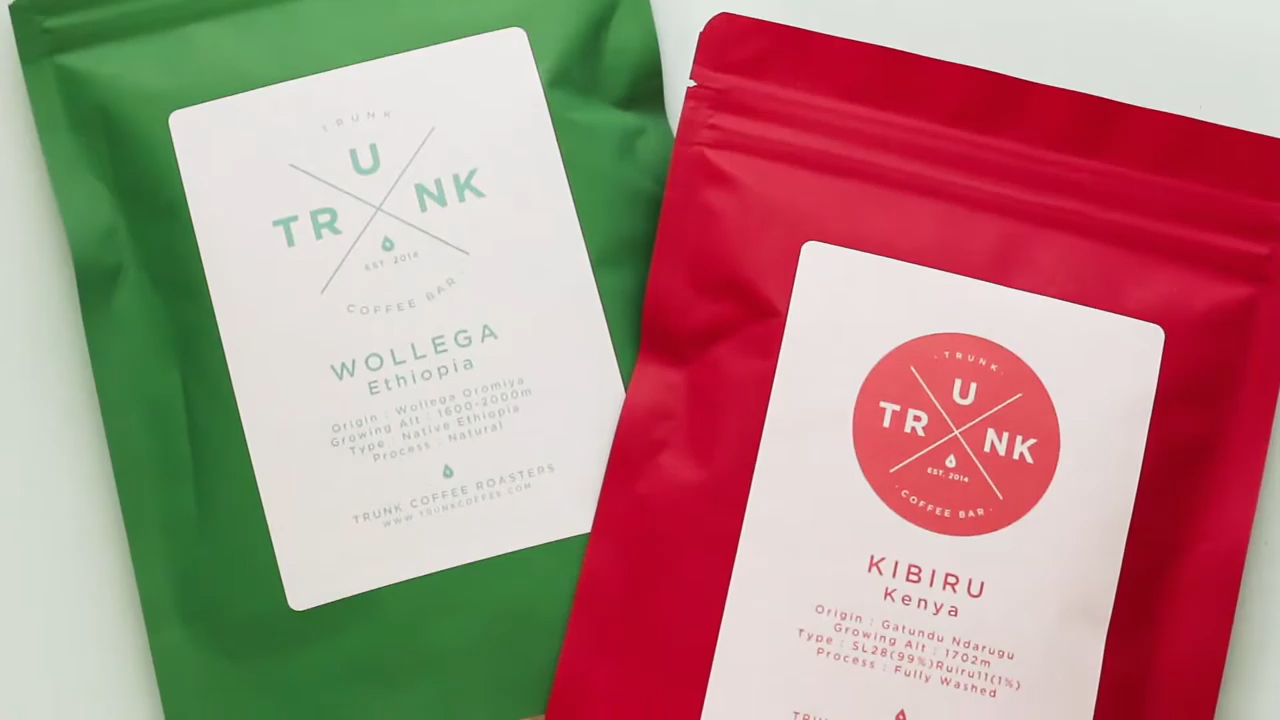 TRUNK
U
TR NK
EST. 2014
COFFEE BAR
WOLLEGA
Ethiopia
Origin : Wollega Oromiya
Growing Alt : 1600-2000m
Type : Native Ethiopia
Process : Natural
TRUNK COFFEE ROASTERS
WWW.TRUNKCOFFEE.COM
· TRUNK ·
U
TR NK
EST. 2014
· COFFEE BAR ·
KIBIRU
Kenya
Origin : Gatundu Ndarugu
Growing Alt : 1702m
Type : SL28(99%)Ruiru11(1%)
Process : Fully Washed